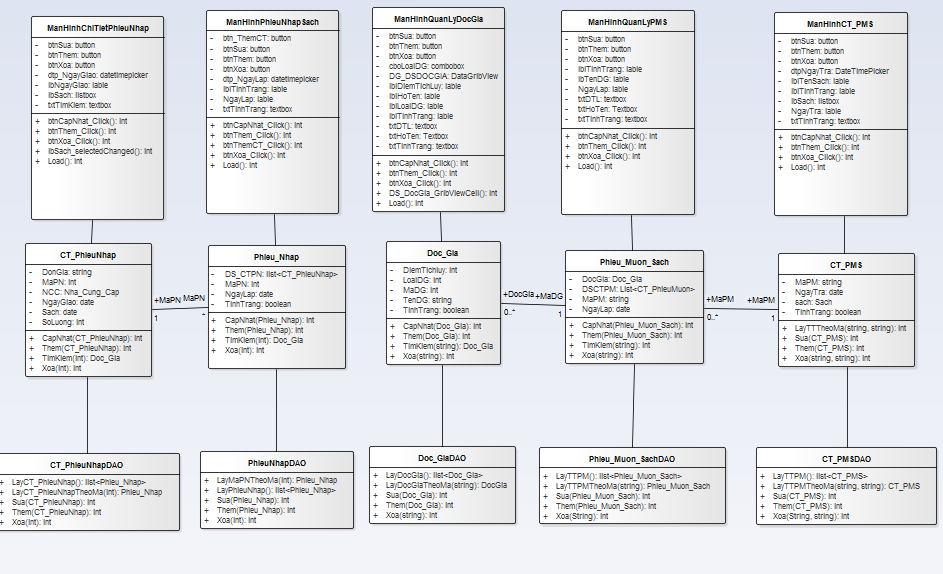 ManHinhChiTietPhieuNhap
- btnSua: button
- btnThem: button
- btnXoa: button
- dtp_NgayGiao: datetimepicker
- lbNgayGiao: lable
- lbSach: listbox
- txtTimKiem: textbox
+ btnCapNhat_Click(): int
+ btnThem_Click(): int
+ btnXoa_Click(): int
+ lbSach_selectedChanged(): int
+ Load(): int
ManHinhPhieuNhapSach
- btn_ThemCT: button
- btnSua: button
- btnThem: button
- btnXoa: button
- dtp_NgayLap: datetimepicker
- lblTinhTrang: lable
- NgayLap: lable
- txtTinhTrang: textbox
+ btnCapNhat_Click(): int
+ btnThem_Click(): int
+ btnThemCT_Click(): int
+ btnXoa_Click(): int
+ Load(): int
ManHinhQuanLyDocGia
- btnSua: button
- btnThem: button
- btnXoa: button
- cboLoaiDG: combobox
- DG_DSDOCGIA: DataGribView
- lblDiemTichLuy: lable
- lblHoTen: lable
- lblLoaiDG: lable
- lblTinhTrang: lable
- txtDTL: textbox
- txtHoTen: Textbox
- txtTinhTrang: textbox
+ btnCapNhat_Click(): int
+ btnThem_Click(): int
+ btnXoa_Click(): int
+ DS_DocGia_GribViewCell(): int
+ Load(): int
ManHinhQuanLyPMS
- btnSua: button
- btnThem: button
- btnXoa: button
- lblTinhTrang: lable
- lblTenDG: lable
- NgayLap: lable
- txtDTL: textbox
- txtHoTen: Textbox
- txtTinhTrang: textbox
+ btnCapNhat_Click(): int
+ btnThem_Click(): int
+ btnXoa_Click(): int
+ Load(): int
ManHinhCT_PMS
- btnSua: button
- btnThem: button
- btnXoa: button
- dtpNgayTra: DateTimePicker
- lblTenSach: lable
- lblTinhTrang: lable
- lbSach: listbox
- NgayTra: lable
- txtTinhTrang: textbox
+ btnCapNhat_Click(): int
+ btnThem_Click(): int
+ btnXoa_Click(): int
+ Load(): int
CT_PhieuNhap
- DonGia: string
- MaPN: int
- NCC: Nha_Cung_Cap
- NgayGiao: date
- Sach: date
- SoLuong: int
+ CapNhat(CT_PhieuNhap): int
+ Them(CT_PhieuNhap): int
+ TimKiem(int): Doc_Gia
+ Xoa(int): int
+MaPN
1
MaPN
*
Phieu_Nhap
- DS_CTPN: list<CT_PhieuNhap>
- MaPN: int
- NgayLap: date
- TinhTrang: boolean
+ CapNhat(Phieu_Nhap): int
+ Them(Phieu_Nhap): int
+ TimKiem(int): Doc_Gia
+ Xoa(int): int
Doc_Gia
- DiemTichluy: int
- LoaiDG: int
- MaDG: int
- TenDG: string
- TinhTrang: boolean
+ CapNhat(Doc_Gia): int
+ Them(Doc_Gia): int
+ TimKiem(string): Doc_Gia
+ Xoa(string): int
+DocGia
0..*
+MaDG
1
Phieu_Muon_Sach
- DocGia: Doc_Gia
- DSCTPM: List<CT_PhieuMuon>
- MaPM: string
- NgayLap: date
+ CapNhat(Phieu_Muon_Sach): int
+ Them(Phieu_Muon_Sach): int
+ TimKiem(string): int
+ Xoa(string): int
+MaPM
0..*
+MaPM
1
CT_PMS
- MaPM: string
- NgayTra: date
- sach: Sach
- TinhTrang: boolean
+ LayTTTheoMa(string, string): int
+ Sua(CT_PMS): int
+ Them(CT_PMS): int
+ Xoa(string, string): int
CT_PhieuNhapDAO
+ LayCT_PhieuNhap(): list<Phieu_Nhap>
+ LayCT_PhieuNhapTheoMa(int): Phieu_Nhap
+ Sua(CT_PhieuNhap): int
+ Them(CT_PhieuNhap): int
+ Xoa(int): int
PhieuNhapDAO
+ LayMaPNTheoMa(int): Phieu_Nhap
+ LayPhieuNhap(): list<Phieu_Nhap>
+ Sua(Phieu_Nhap): int
+ Them(Phieu_Nhap): int
+ Xoa(int): int
Doc_GiaDAO
+ LayDocGia(): list<Doc_Gia>
+ LayDocGiaTheoMa(string): DocGia
+ Sua(Doc_Gia): int
+ Them(Doc_Gia): int
+ Xoa(string): int
Phieu_Muon_SachDAO
+ LayTTPM(): list<Phieu_Muon_Sach>
+ LayTTPMTheoMa(string): Phieu_Muon_Sach
+ Sua(Phieu_Muon_Sach): int
+ Them(Phieu_Muon_Sach): int
+ Xoa(String): int
CT_PMSDAO
+ LayTTPM(): list<CT_PMS>
+ LayTTPMTheoMa(string, string): CT_PMS
+ Sua(CT_PMS): int
+ Them(CT_PMS): int
+ Xoa(String, string): int